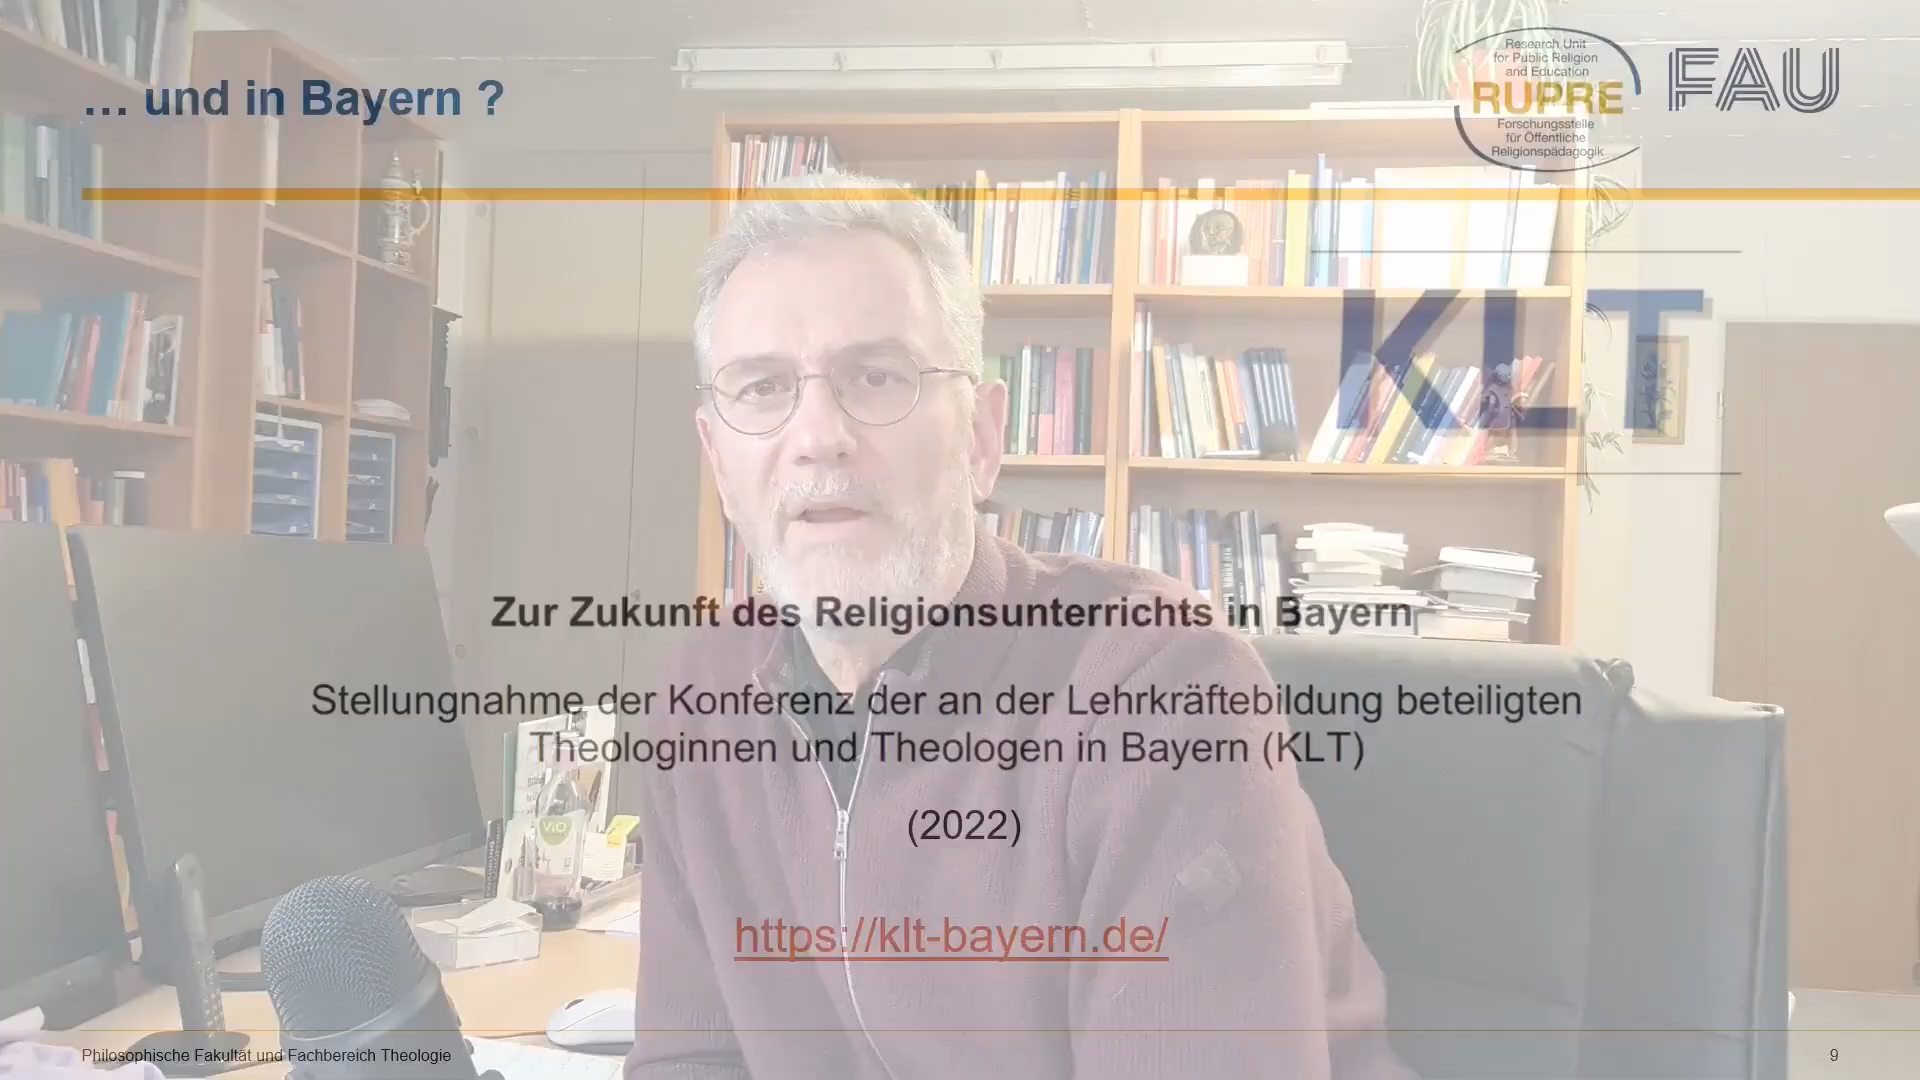 ... und in Bayern ?
Research Unit
for Public Religion
and Education
RUPRE
Forschungsstelle
für Öffentliche
Religionspädagogik
FAU
KLT
Zur Zukunft des Religionsunterrichts in Bayern
Stellungnahme der Konferenz der an der Lehrkräftebildung beteiligten
Theologinnen und Theologen in Bayern (KLT)
(2022)
ViO
https://klt-bayern.de/
Philosophische Fakultät und Fachbereich Theologie
9